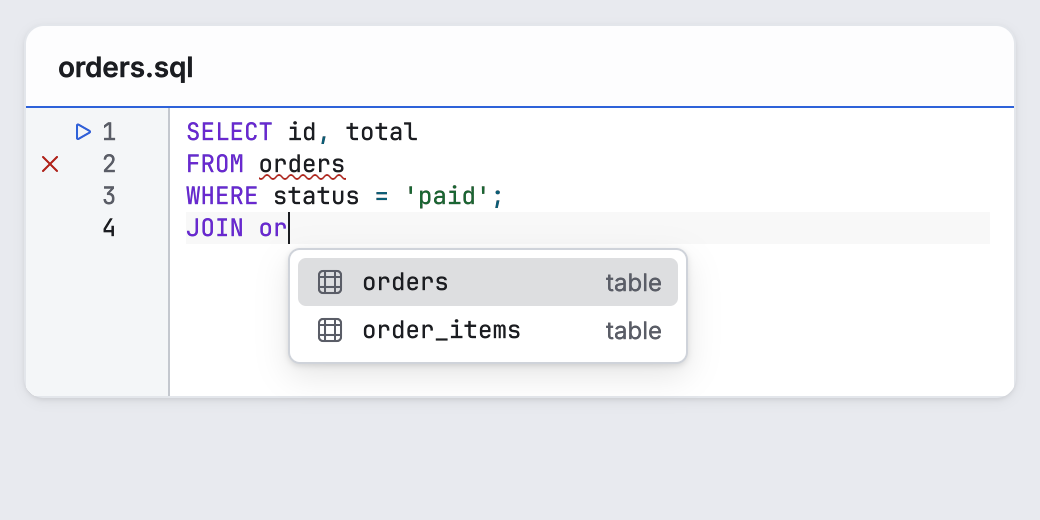 orders.sql
1 SELECT id, total
2 FROM orders
3 WHERE status = 'paid';
4 JOIN or
orders table
order_items table